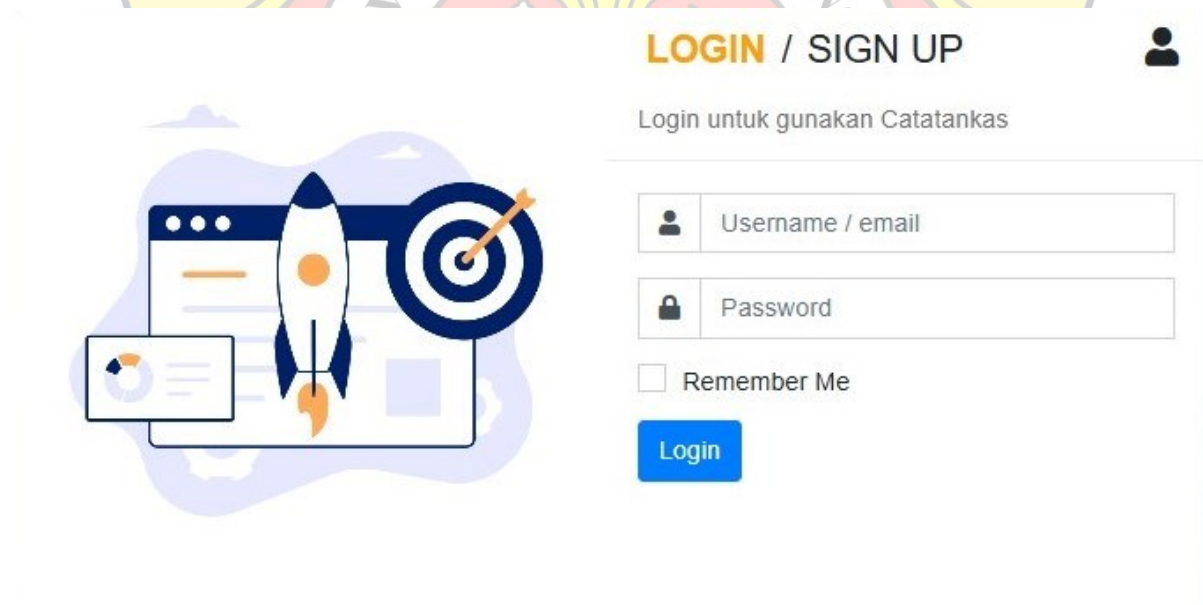 LOGIN / SIGN UP
Login untuk gunakan Catatankas
Username / email
Password
Remember Me
Login